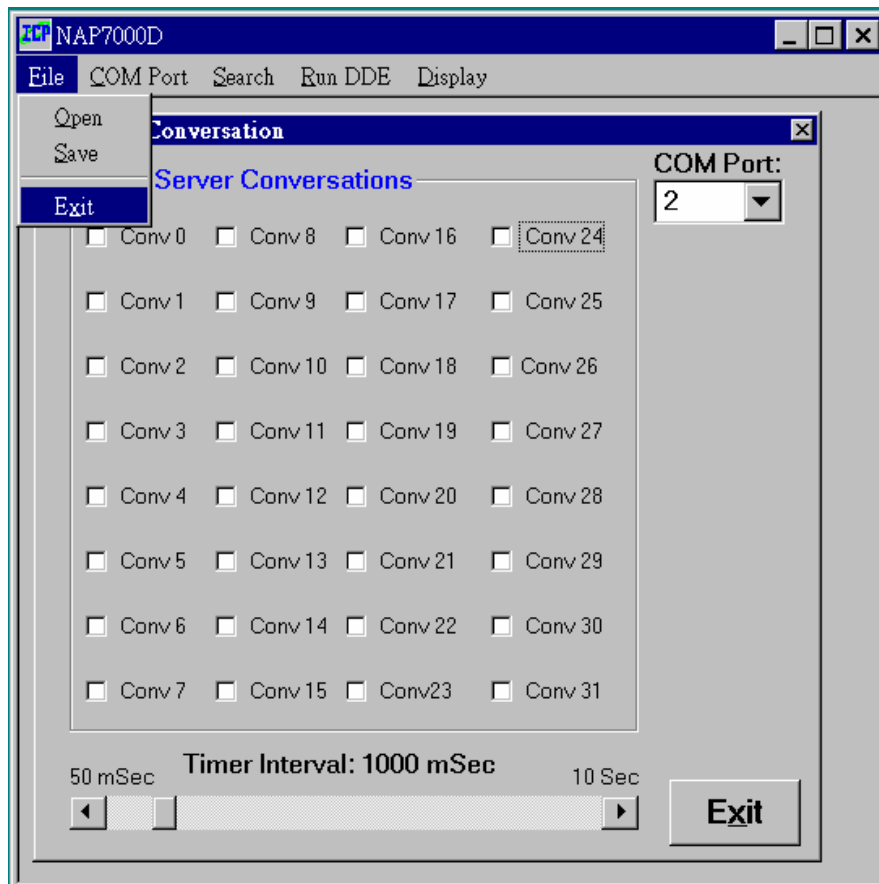 ICP NAP7000D
File COM Port Search Run DDE Display
Open
Save
Exit
Conversation
Server Conversations
COM Port:
2
Conv 0 Conv 8 Conv 16 Conv 24
Conv 1 Conv 9 Conv 17 Conv 25
Conv 2 Conv 10 Conv 18 Conv 26
Conv 3 Conv 11 Conv 19 Conv 27
Conv 4 Conv 12 Conv 20 Conv 28
Conv 5 Conv 13 Conv 21 Conv 29
Conv 6 Conv 14 Conv 22 Conv 30
Conv 7 Conv 15 Conv23 Conv 31
Timer Interval: 1000 mSec
50 mSec 10 Sec
Exit